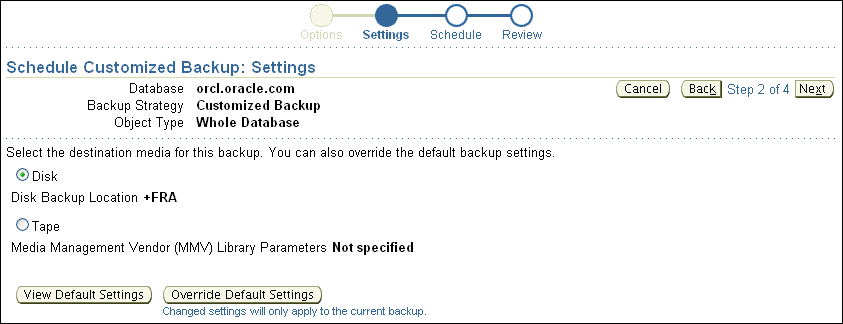 Options Settings Schedule Review
Schedule Customized Backup: Settings
Database orcl.oracle.com
Cancel Back Step 2 of 4 Next
Backup Strategy Customized Backup
Object Type Whole Database
Select the destination media for this backup. You can also override the default backup settings.
Disk
Disk Backup Location +FRA
Tape
Media Management Vendor (MMV) Library Parameters Not specified
View Default Settings Override Default Settings
Changed settings will only apply to the current backup.